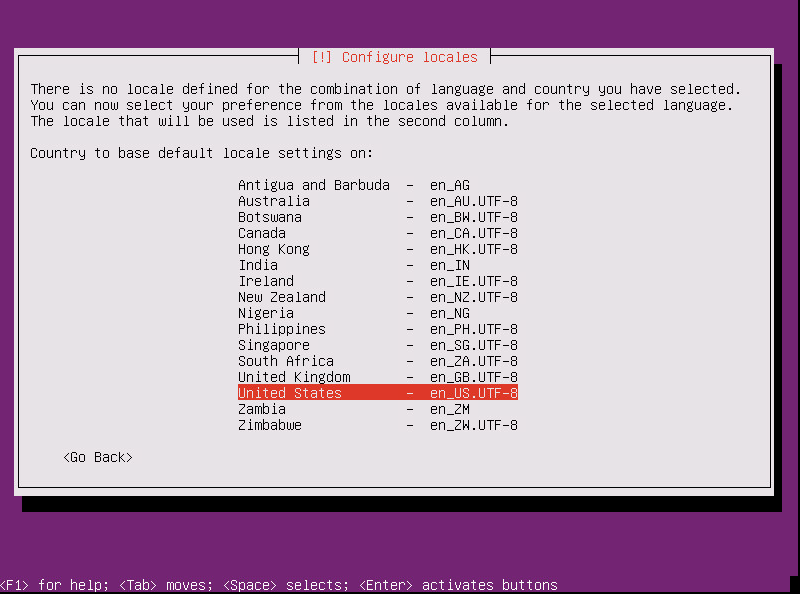 [!] Configure locales
There is no locale defined for the combination of language and country you have selected.
You can now select your preference from the locales available for the selected language.
The locale that will be used is listed in the second column.
Country to base default locale settings on:
Antigua and Barbuda - en_AG
Australia - en_AU.UTF-8
Botswana - en_BW.UTF-8
Canada - en_CA.UTF-8
Hong Kong - en_HK.UTF-8
India - en_IN
Ireland - en_IE.UTF-8
New Zealand - en_NZ.UTF-8
Nigeria - en_NG
Philippines - en_PH.UTF-8
Singapore - en_SG.UTF-8
South Africa - en_ZA.UTF-8
United Kingdom - en_GB.UTF-8
United States - en_US.UTF-8
Zambia - en_ZM
Zimbabwe - en_ZW.UTF-8
<Go Back>
<F1> for help; <Tab> moves; <Space> selects; <Enter> activates buttons